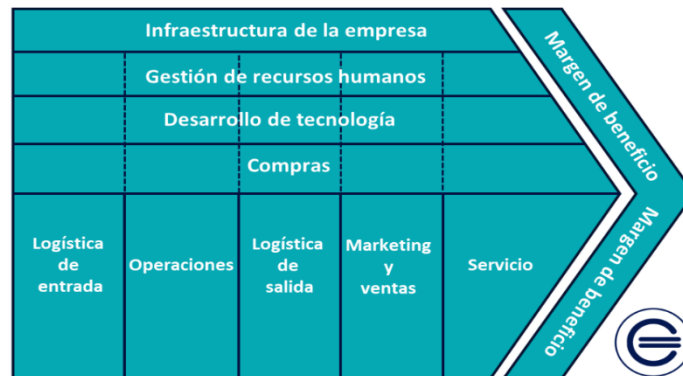 Infraestructura de la empresa
Gestión de recursos humanos
Desarrollo de tecnología
Compras
Logística
de
entrada
Operaciones
Logística
de
salida
Marketing
y
ventas
Servicio
Margen de beneficio
Margen de beneficio